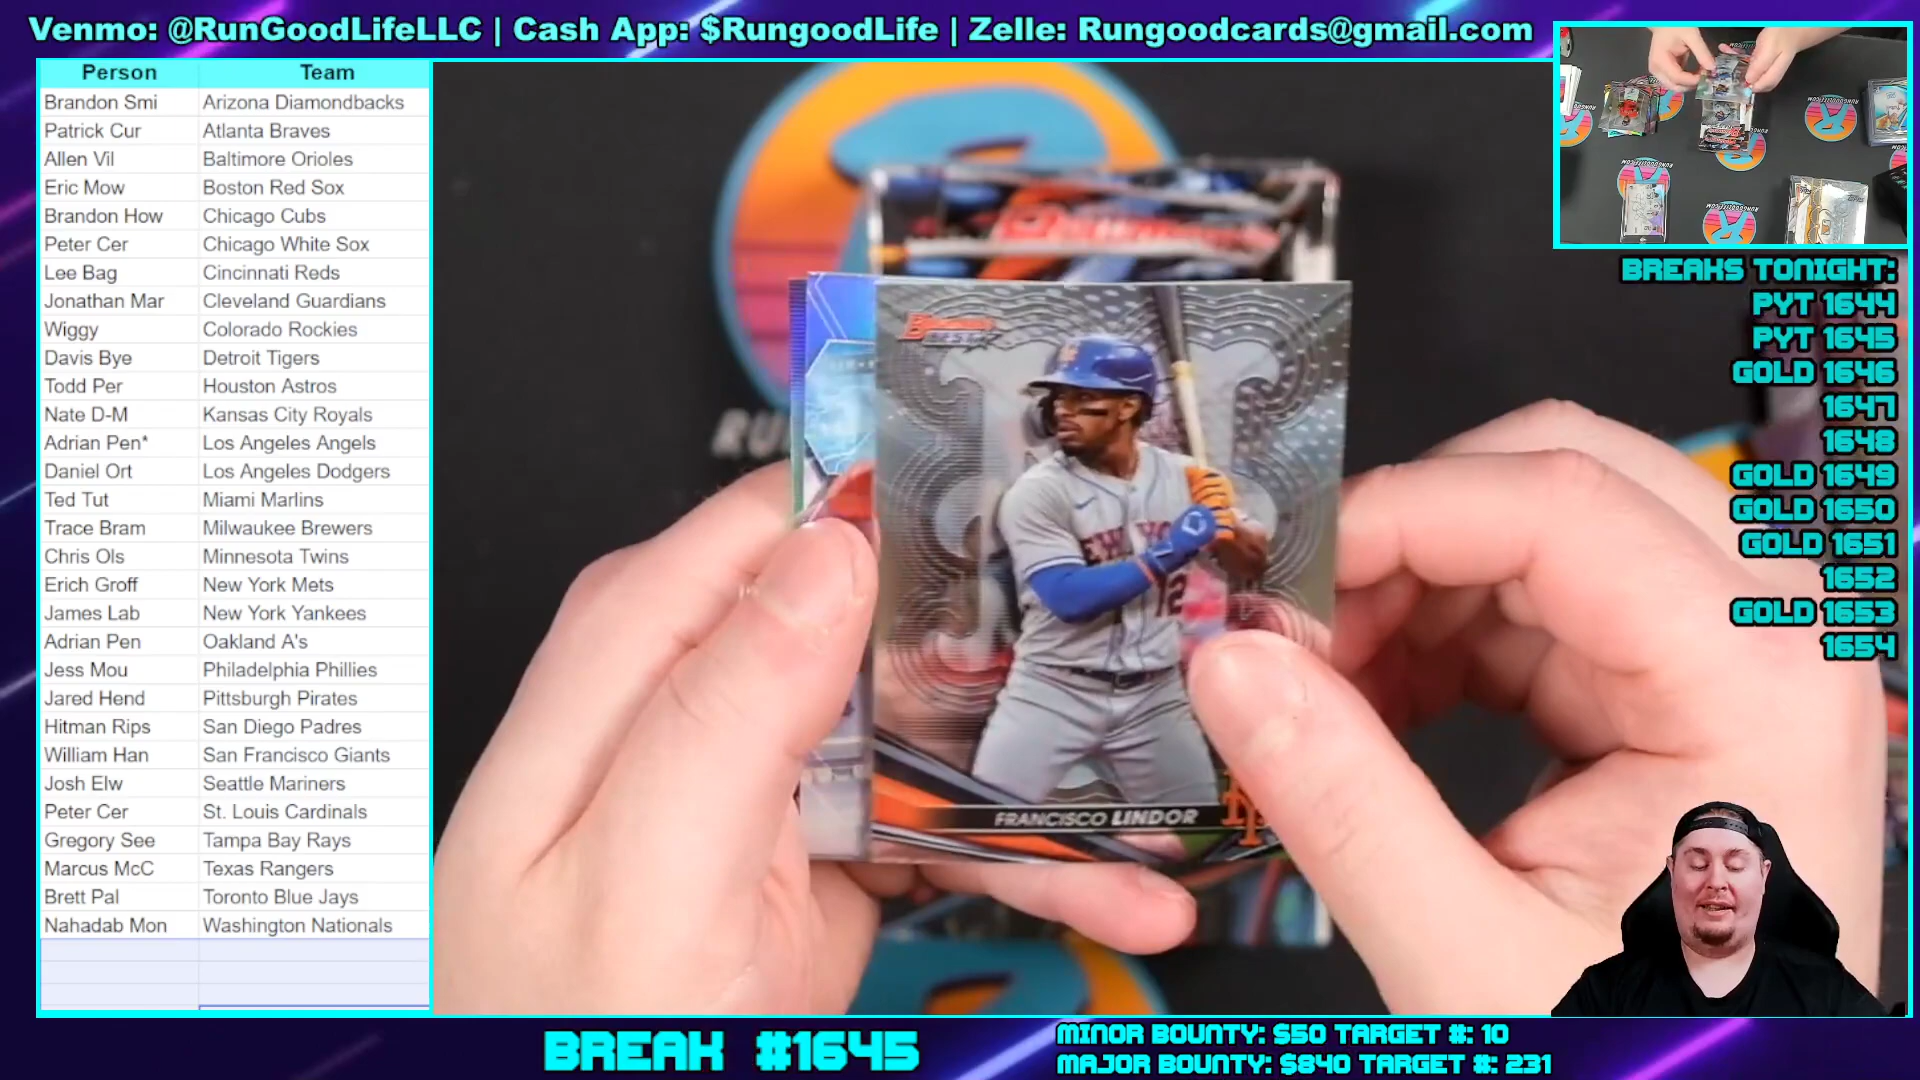 Venmo: @RunGoodLifeLLC | Cash App: $RungoodLife | Zelle: Rungoodcards@gmail.com
Person Team
Brandon Smi Arizona Diamondbacks
Patrick Cur Atlanta Braves
Allen Vil Baltimore Orioles
Eric Mow Boston Red Sox
Brandon How Chicago Cubs
Peter Cer Chicago White Sox
Lee Bag Cincinnati Reds
Jonathan Mar Cleveland Guardians
Wiggy Colorado Rockies
Davis Bye Detroit Tigers
Todd Per Houston Astros
Nate D-M Kansas City Royals
Adrian Pen* Los Angeles Angels
Daniel Ort Los Angeles Dodgers
Ted Tut Miami Marlins
Trace Bram Milwaukee Brewers
Chris Ols Minnesota Twins
Erich Groff New York Mets
James Lab New York Yankees
Adrian Pen Oakland A's
Jess Mou Philadelphia Phillies
Jared Hend Pittsburgh Pirates
Hitman Rips San Diego Padres
William Han San Francisco Giants
Josh Elw Seattle Mariners
Peter Cer St. Louis Cardinals
Gregory See Tampa Bay Rays
Marcus McC Texas Rangers
Brett Pal Toronto Blue Jays
Nahadab Mon Washington Nationals
Bowman's
BEST
12
FRANCISCO LINDOR
BREAKS TONIGHT:
PYT 1644
PYT 1645
GOLD 1646
1647
1648
GOLD 1649
GOLD 1650
GOLD 1651
1652
GOLD 1653
1654
BREAK #1645
MINOR BOUNTY: $50 TARGET #: 10
MAJOR BOUNTY: $840 TARGET #: 231